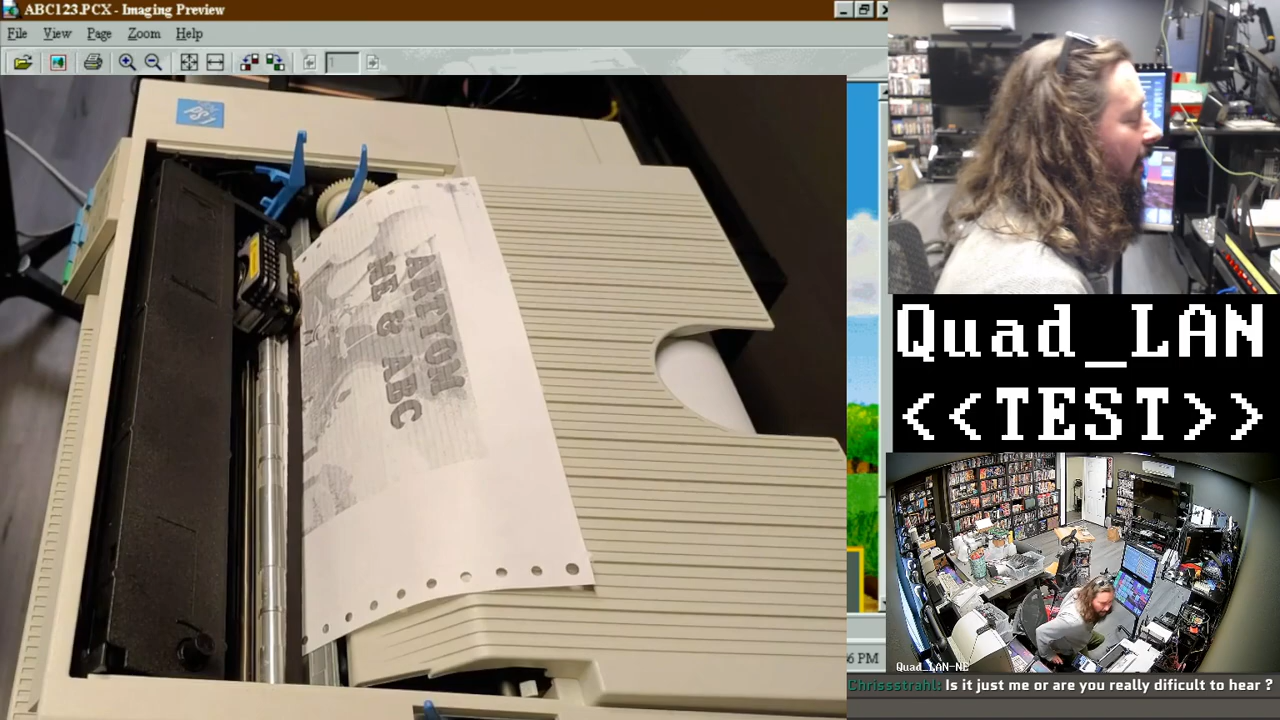 ABC123.PCX - Imaging Preview
File View Page Zoom Help
1
ARTYOM
ME & ABC
Quad_LAN
<<TEST>>
Quad_LAN-NE
6 PM
Chrissstrahl: Is it just me or are you really dificult to hear ?